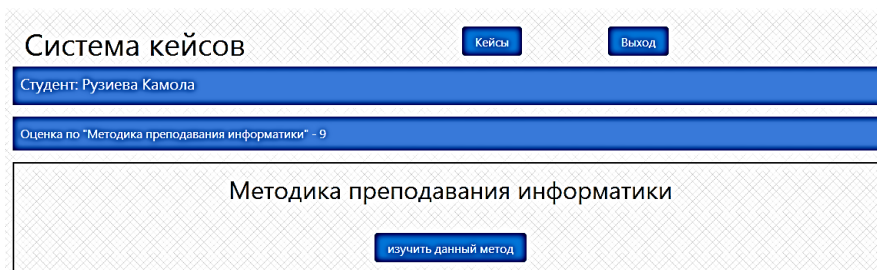 Система кейсов
Кейсы
Выход
Студент: Рузиева Камола
Оценка по "Методика преподавания информатики" - 9
Методика преподавания информатики
изучить данный метод